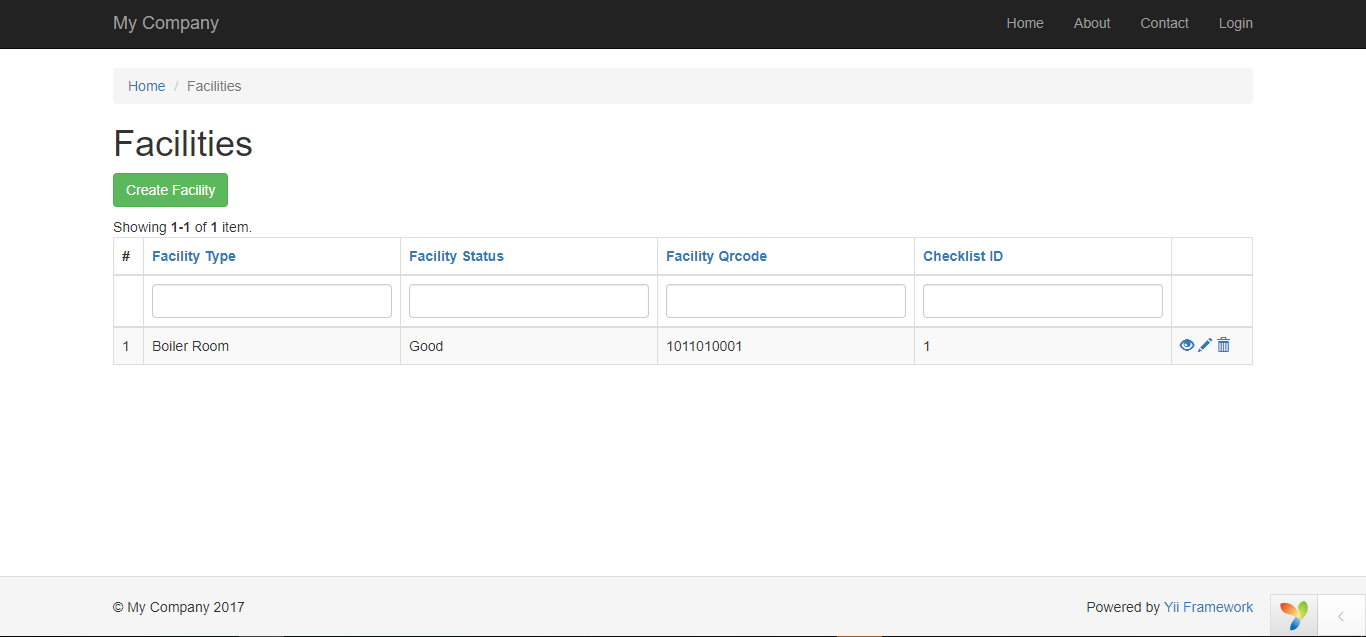 My Company Home About Contact Login
Home / Facilities
Facilities
Create Facility
Showing 1-1 of 1 item.
# Facility Type Facility Status Facility Qrcode Checklist ID
1 Boiler Room Good 1011010001 1
© My Company 2017 Powered by Yii Framework